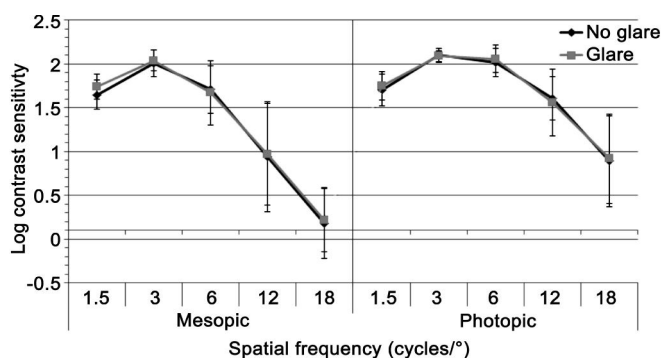 2.5
2
1.5
1
0.5
0
-0.5
Log contrast sensitivty
No glare
Glare
1.5 3 6 12 18 1.5 3 6 12 18
Mesopic Photopic
Spatial frequency (cycles/°)